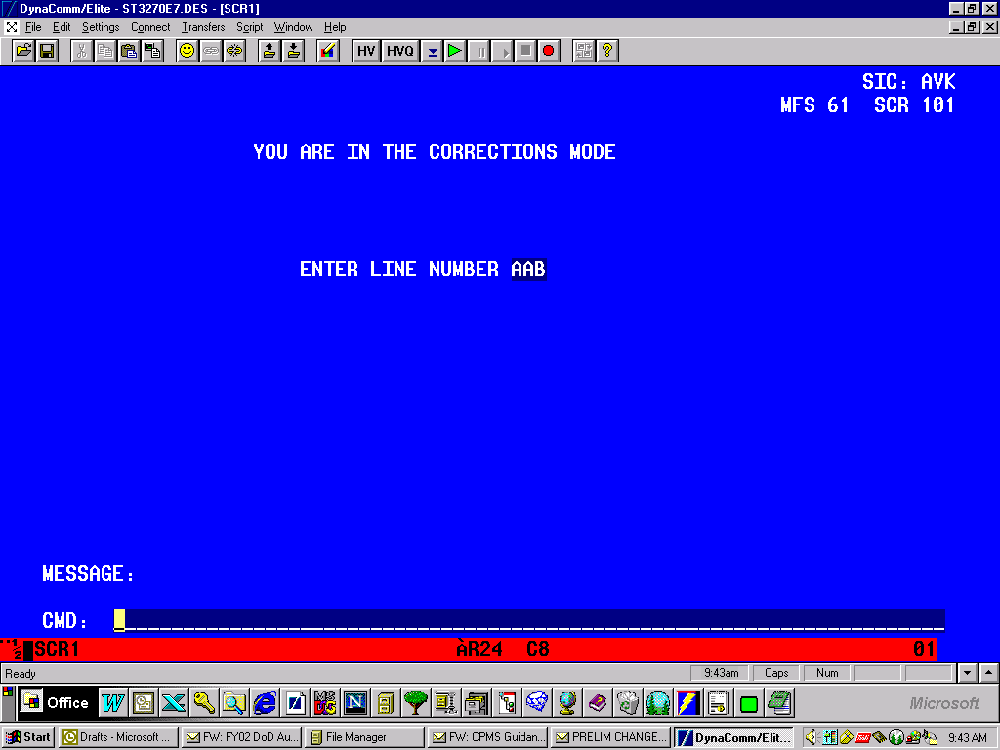 DynaComm/Elite - ST3270E7.DES - [SCR1]
File Edit Settings Connect Transfers Script Window Help
HV HVQ
SIC: AVK
MFS 61 SCR 101
YOU ARE IN THE CORRECTIONS MODE
ENTER LINE NUMBER AAB
MESSAGE:
CMD:
SCR1 ÀR24 C8 01
Ready 9:43am Caps Num
Office Microsoft
Start Drafts - Microsoft ... FW: FY02 DoD Au... File Manager FW: CPMS Guidan... PRELIM CHANGE... DynaComm/Elit... 9:43 AM